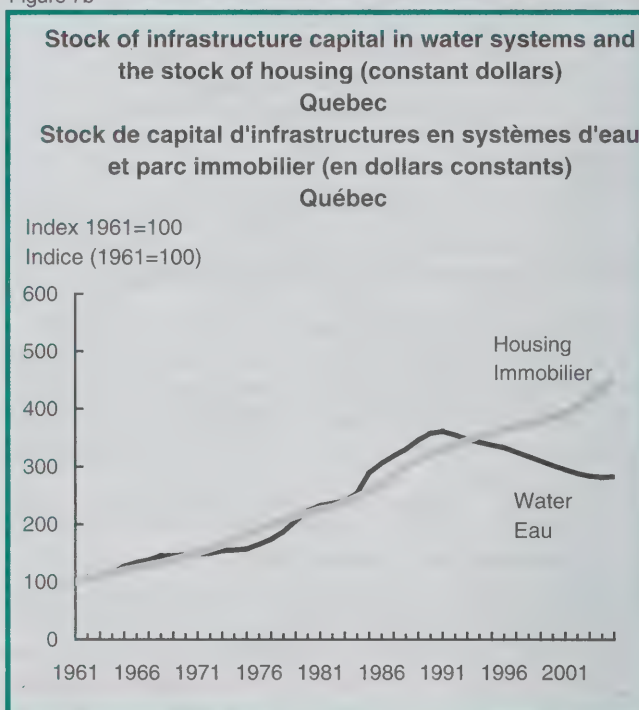 Figure 7b
Stock of infrastructure capital in water systems and
the stock of housing (constant dollars)
Quebec
Stock de capital d'infrastructures en systèmes d'eau
et parc immobilier (en dollars constants)
Québec
Index 1961=100
Indice (1961=100)
600
500
400
300
200
100
0
Housing
Immobilier
Water
Eau
1961 1966 1971 1976 1981 1986 1991 1996 2001